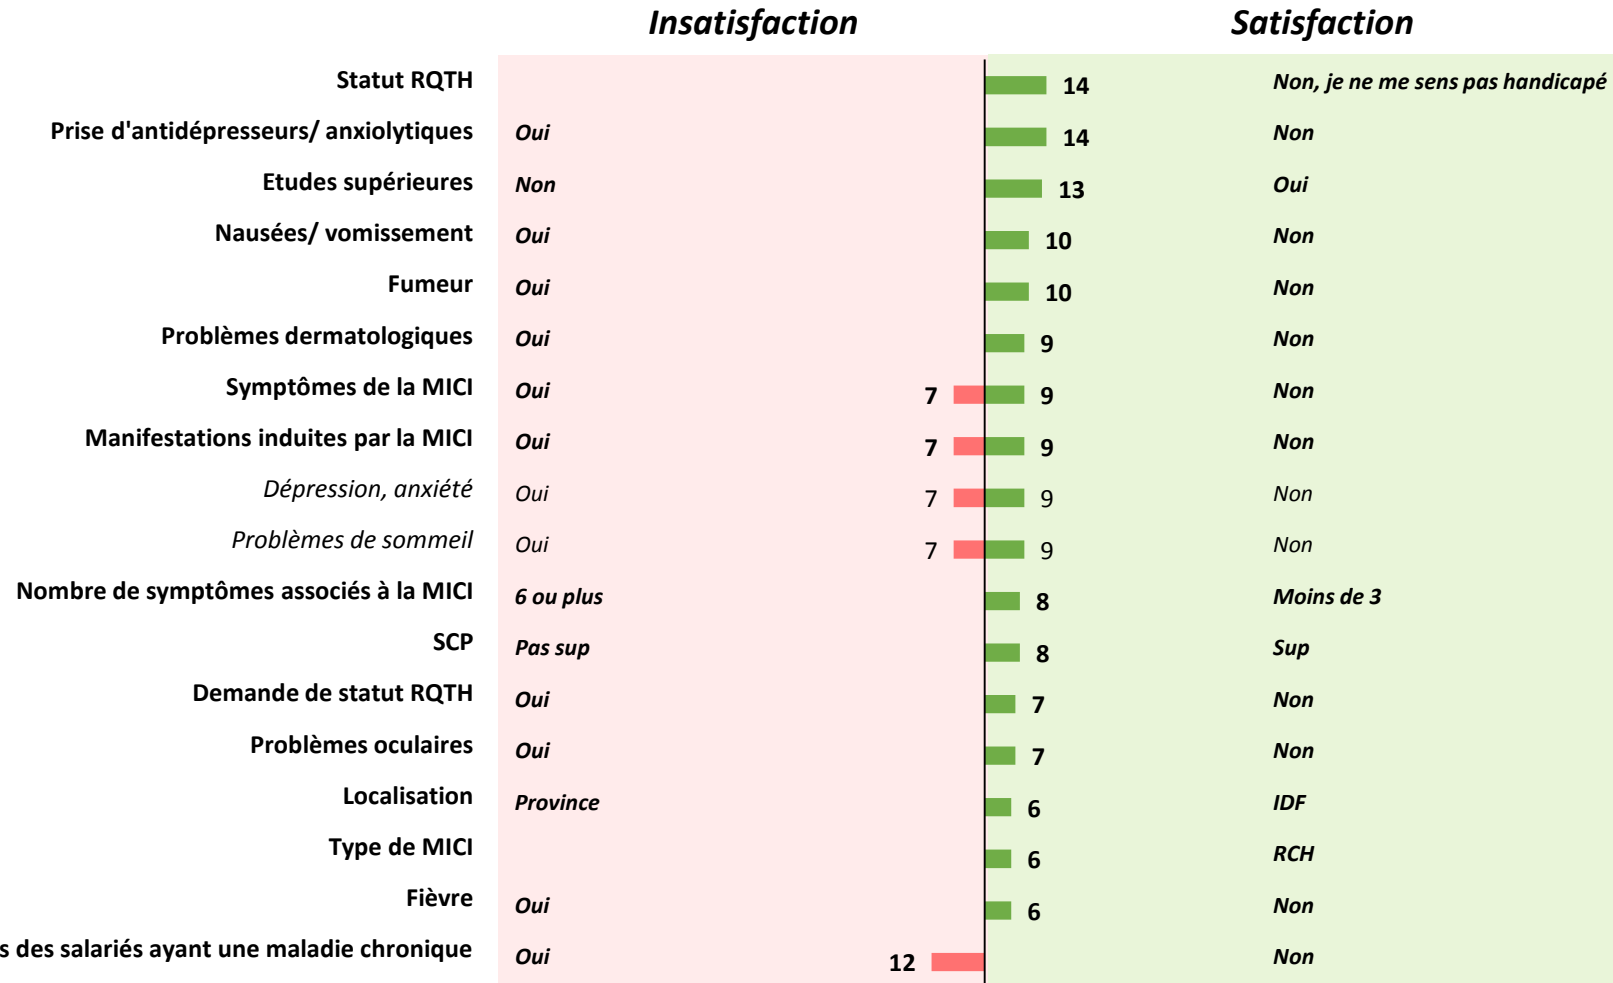 Insatisfaction Satisfaction
Statut RQTH 14 Non, je ne me sens pas handicapé
Prise d'antidépresseurs/ anxiolytiques Oui 14 Non
Etudes supérieures Non 13 Oui
Nausées/ vomissement Oui 10 Non
Fumeur Oui 10 Non
Problèmes dermatologiques Oui 9 Non
Symptômes de la MICI Oui 7 9 Non
Manifestations induites par la MICI Oui 7 9 Non
Dépression, anxiété Oui 7 9 Non
Problèmes de sommeil Oui 7 9 Non
Nombre de symptômes associés à la MICI 6 ou plus 8 Moins de 3
SCP Pas sup 8 Sup
Demande de statut RQTH Oui 7 Non
Problèmes oculaires Oui 7 Non
Localisation Province 6 IDF
Type de MICI 6 RCH
Fièvre Oui 6 Non
des salariés ayant une maladie chronique Oui 12 Non